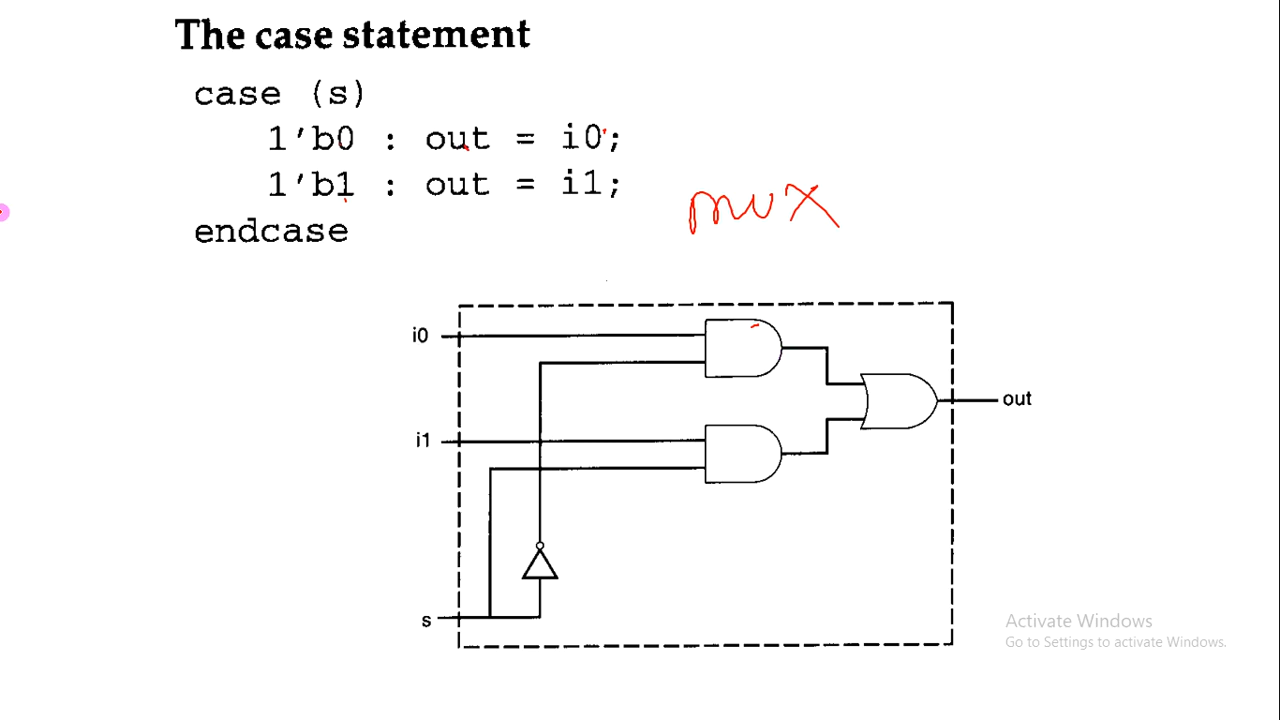 The case statement
case (s)
1'b0 : out = i0;
1'b1 : out = i1;
endcase
mux
i0
i1
out
s
Activate Windows
Go to Settings to activate Windows.